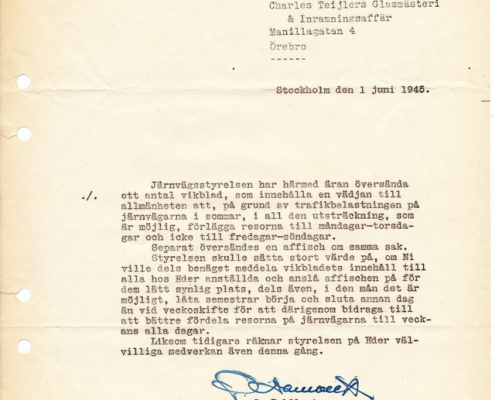 Charles Teijlers Glasmästeri
& Inramningsaffär
Manillagatan 4
Örebro
------
Stockholm den 1 juni 1945.
Järnvägsstyrelsen har härmed äran översända
./. ett antal vikblad, som innehålla en vädjan till
allmänheten att, på grund av trafikbelastningen på
järnvägarna i sommar, i all den utsträckning, som
är möjlig, förlägga resorna till måndagar-torsda-
gar och icke till fredagar-söndagar.
Separat översändes en affisch om samma sak.
Styrelsen skulle sätta stort värde på, om Ni
ville dels benäget meddela vikbladets innehåll till
alla hos Eder anställda och anslå affischen på för
dem lätt synlig plats, dels även, i den mån det är
möjligt, låta semestrar börja och sluta annan dag
än vid veckoskifte för att därigenom bidraga till
att bättre fördela resorna på järnvägarna till veck-
ans alla dagar.
Liksom tidigare räknar styrelsen på Eder väl-
villiga medverkan även denna gång.